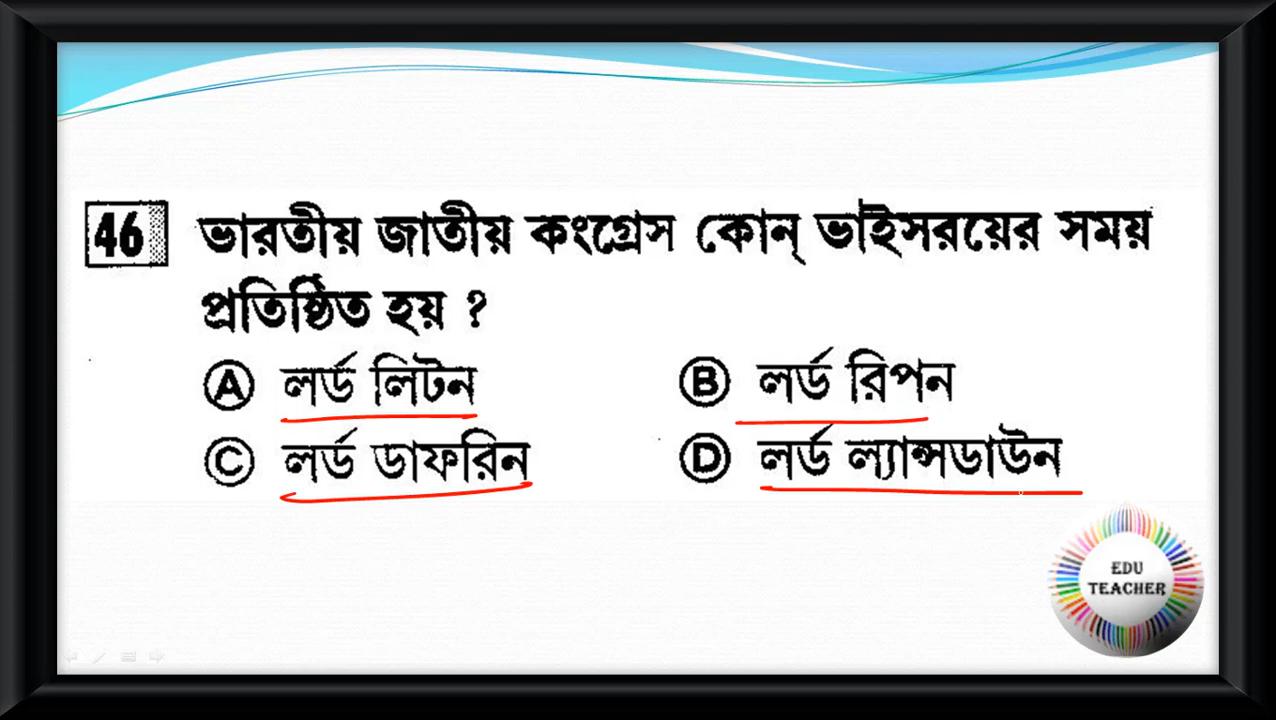 46 ভারতীয় জাতীয় কংগ্রেস কোন্ ভাইসরয়ের সময়
প্রতিষ্ঠিত হয় ?
A লর্ড লিটন B লর্ড রিপন
C লর্ড ডাফরিন D লর্ড ল্যান্সডাউন
EDU
TEACHER